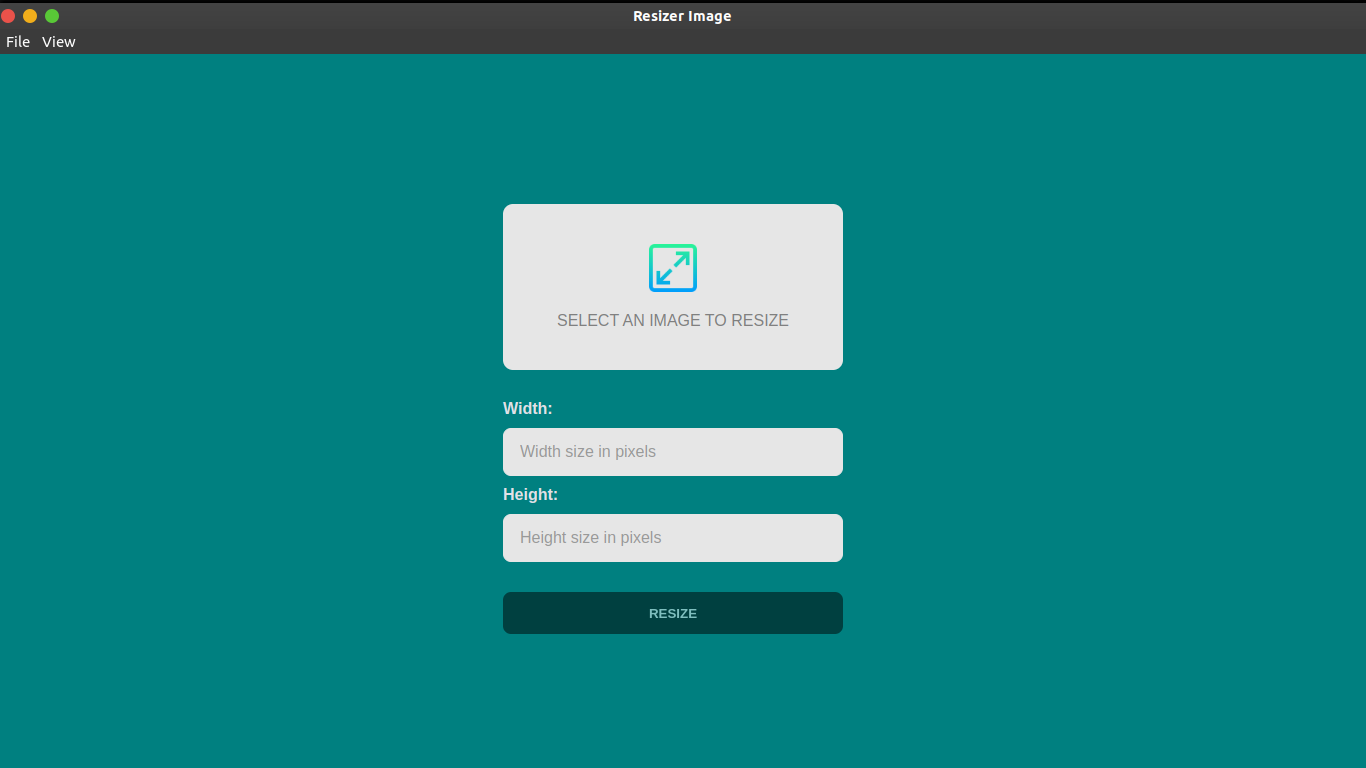 Resizer Image
File View
SELECT AN IMAGE TO RESIZE
Width:
Width size in pixels
Height:
Height size in pixels
RESIZE